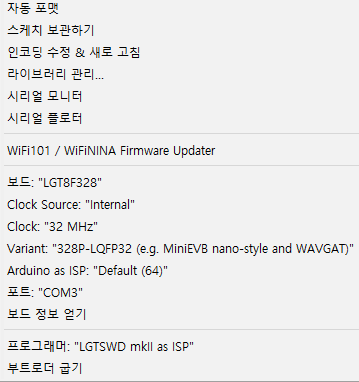 자동 포맷
스케치 보관하기
인코딩 수정 & 새로 고침
라이브러리 관리...
시리얼 모니터
시리얼 플로터
WiFi101 / WiFiNINA Firmware Updater
보드: "LGT8F328"
Clock Source: "Internal"
Clock: "32 MHz"
Variant: "328P-LQFP32 (e.g. MiniEVB nano-style and WAVGAT)"
Arduino as ISP: "Default (64)"
포트: "COM3"
보드 정보 얻기
프로그래머: "LGTSWD mkII as ISP"
부트로더 굽기